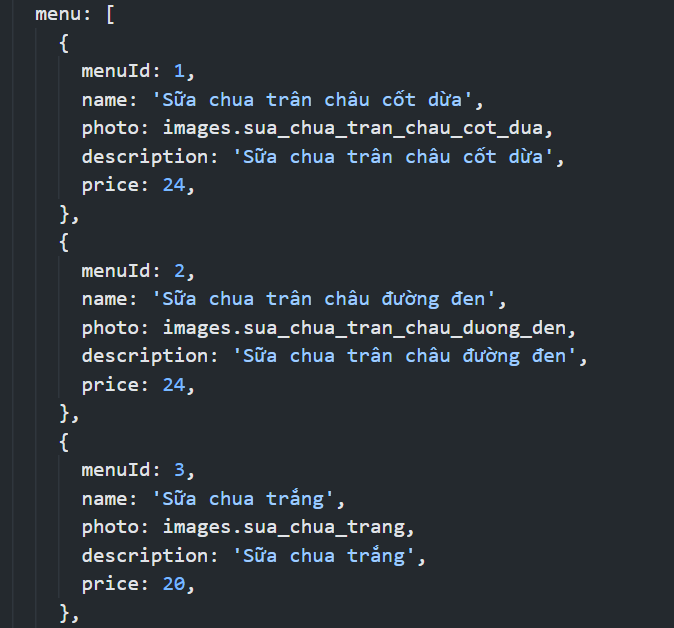 menu: [
{
menuId: 1,
name: 'Sữa chua trân châu cốt dừa',
photo: images.sua_chua_tran_chau_cot_dua,
description: 'Sữa chua trân châu cốt dừa',
price: 24,
},
{
menuId: 2,
name: 'Sữa chua trân châu đường đen',
photo: images.sua_chua_tran_chau_duong_den,
description: 'Sữa chua trân châu đường đen',
price: 24,
},
{
menuId: 3,
name: 'Sữa chua trắng',
photo: images.sua_chua_trang,
description: 'Sữa chua trắng',
price: 20,
},